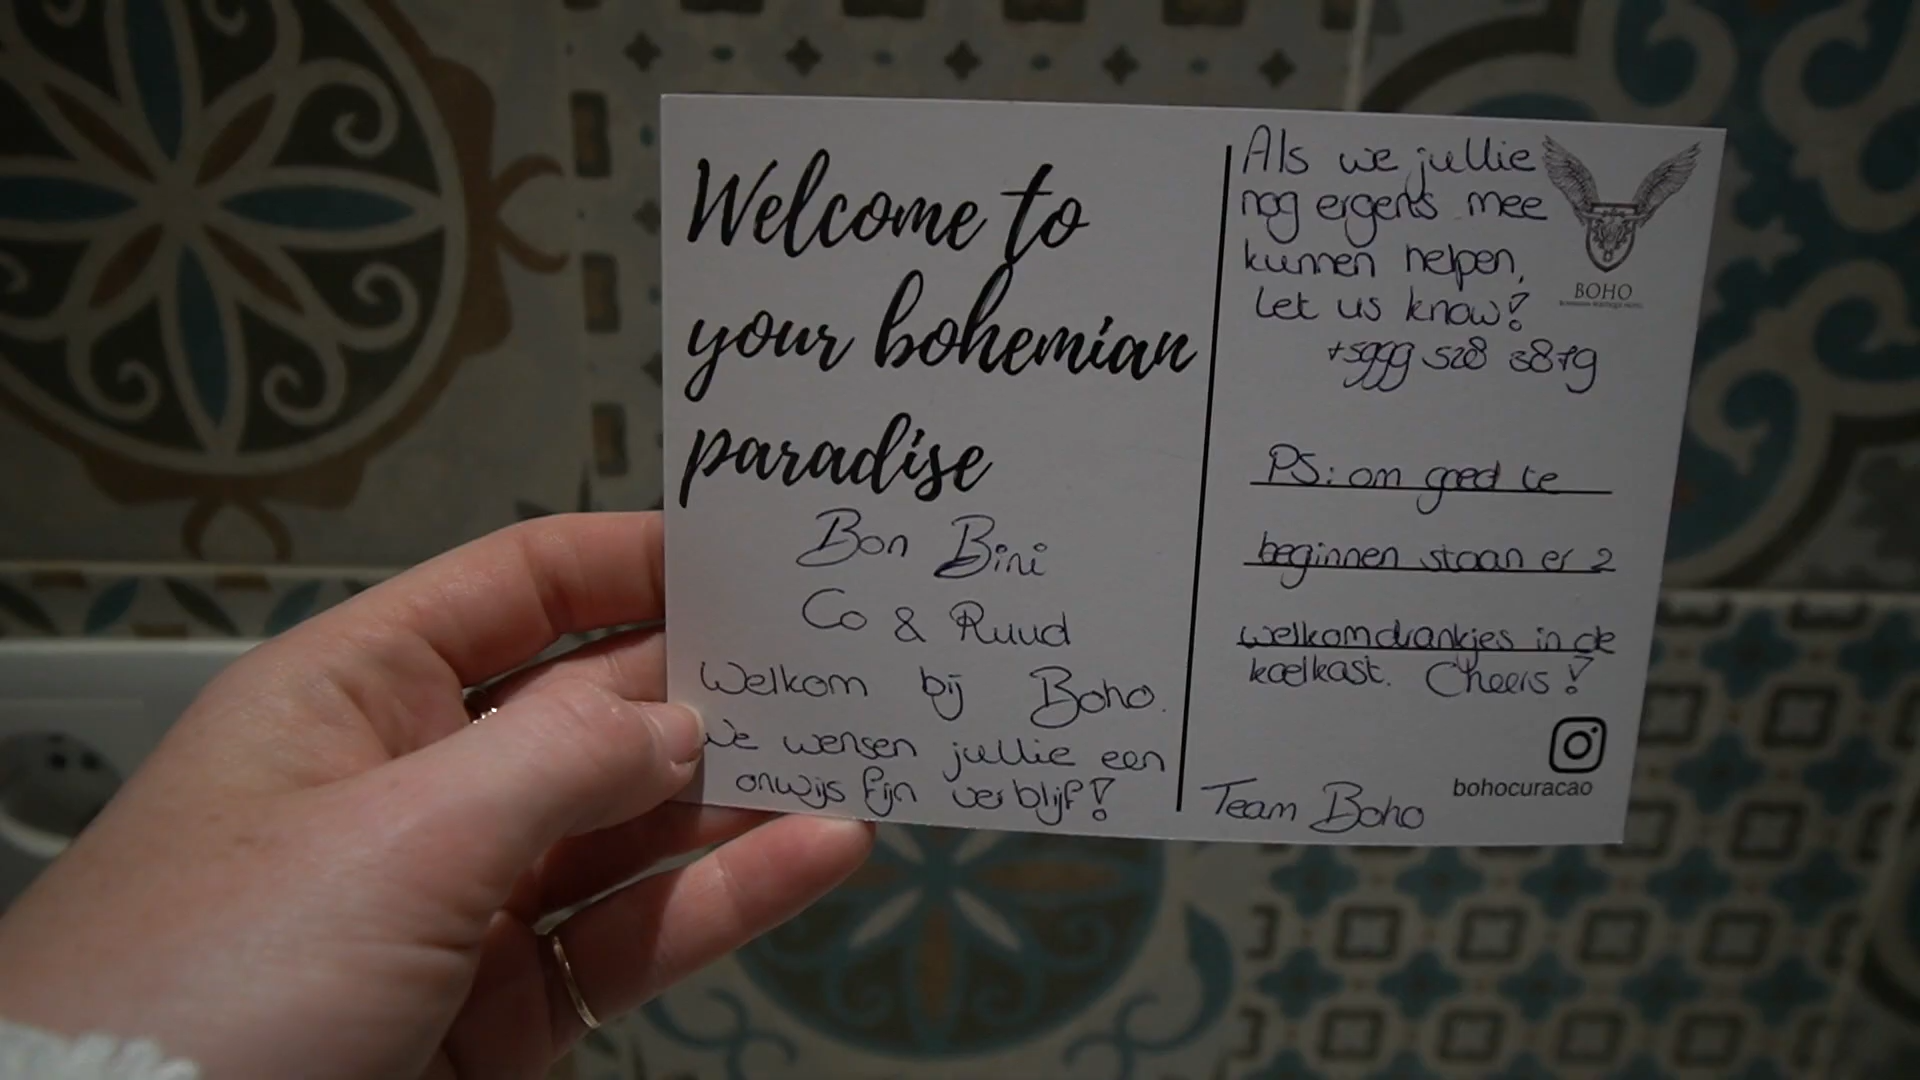 Welcome to
your bohemian
paradise
Bon Bini
Co & Ruud
Welkom bij Boho.
We wensen jullie een
onwijs fijn verblijf!
Als we jullie
nog ergens mee
kunnen helpen,
let us know!
+5999 528 3879
BOHO
PS: om goed te
beginnen staan er 2
welkomdrankjes in de
koelkast. Cheers!
bohocuracao
Team Boho